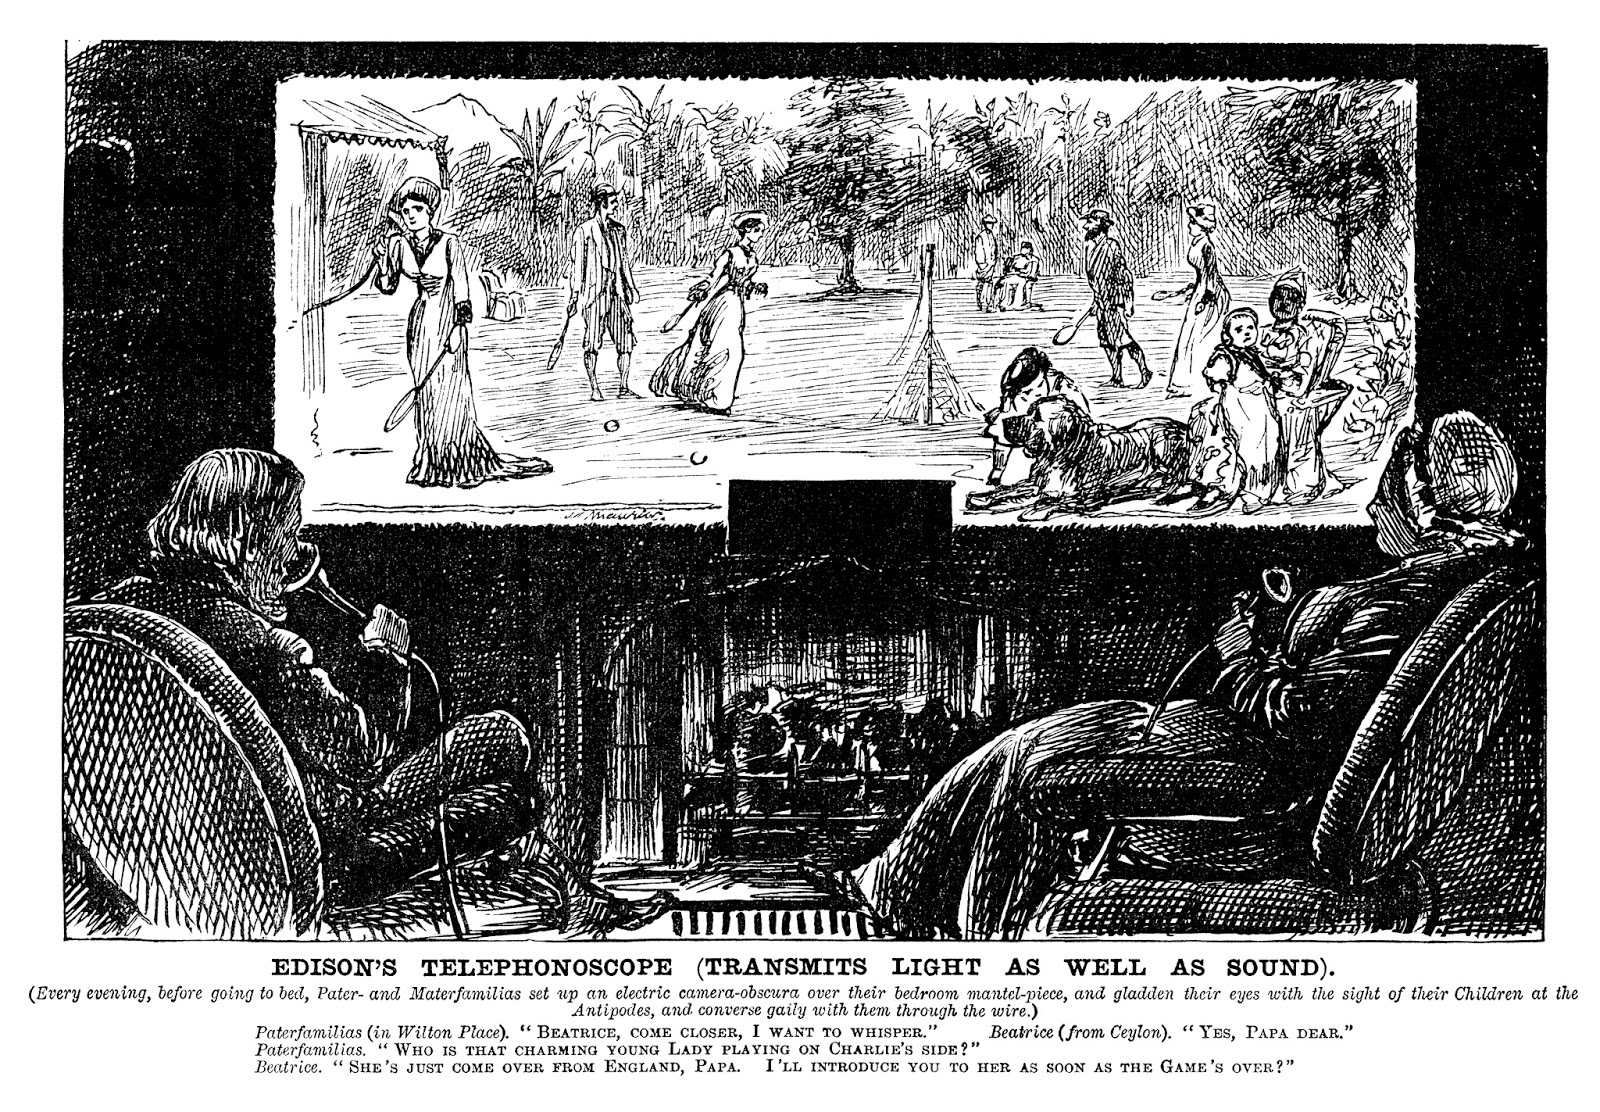 du Maurier.
EDISON'S TELEPHONOSCOPE (TRANSMITS LIGHT AS WELL AS SOUND).
(Every evening, before going to bed, Pater- and Materfamilias set up an electric camera-obscura over their bedroom mantel-piece, and gladden their eyes with the sight of their Children at the
Antipodes, and converse gaily with them through the wire.)
Paterfamilias (in Wilton Place). "BEATRICE, COME CLOSER, I WANT TO WHISPER." Beatrice (from Ceylon). "YES, PAPA DEAR."
Paterfamilias. "WHO IS THAT CHARMING YOUNG LADY PLAYING ON CHARLIE'S SIDE?"
Beatrice. "SHE'S JUST COME OVER FROM ENGLAND, PAPA. I'LL INTRODUCE YOU TO HER AS SOON AS THE GAME'S OVER?"